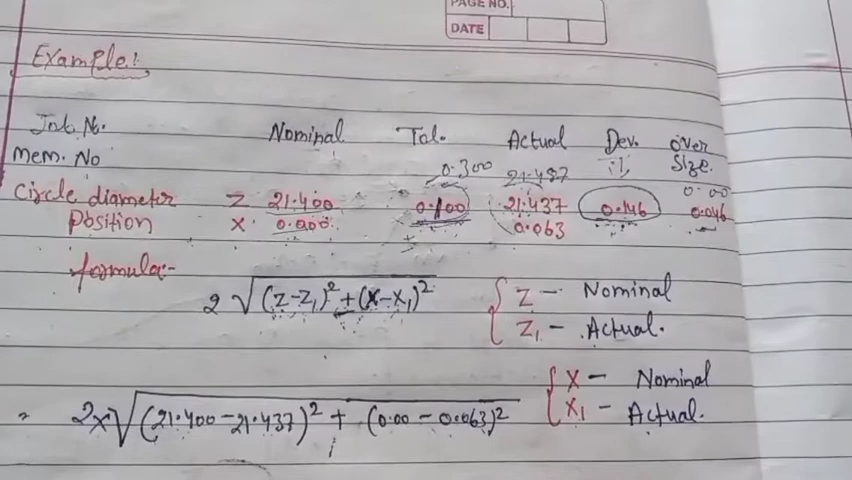 PAGE NO.
DATE
Example:
Job No. Nominal Tol. Actual Dev. over
Mem. No Size.
0.300 21.487 0.00
Circle diameter Z 21.400 0.100 21.437 0.146 0.046
Position X 0.000 0.063
formula:-
2 √(Z-Z₁)² + (X-X₁)² { Z - Nominal
Z₁ - Actual.
= 2×√(21.400-21.437)² + (0.00 - 0.063)² { X - Nominal
X₁ - Actual.